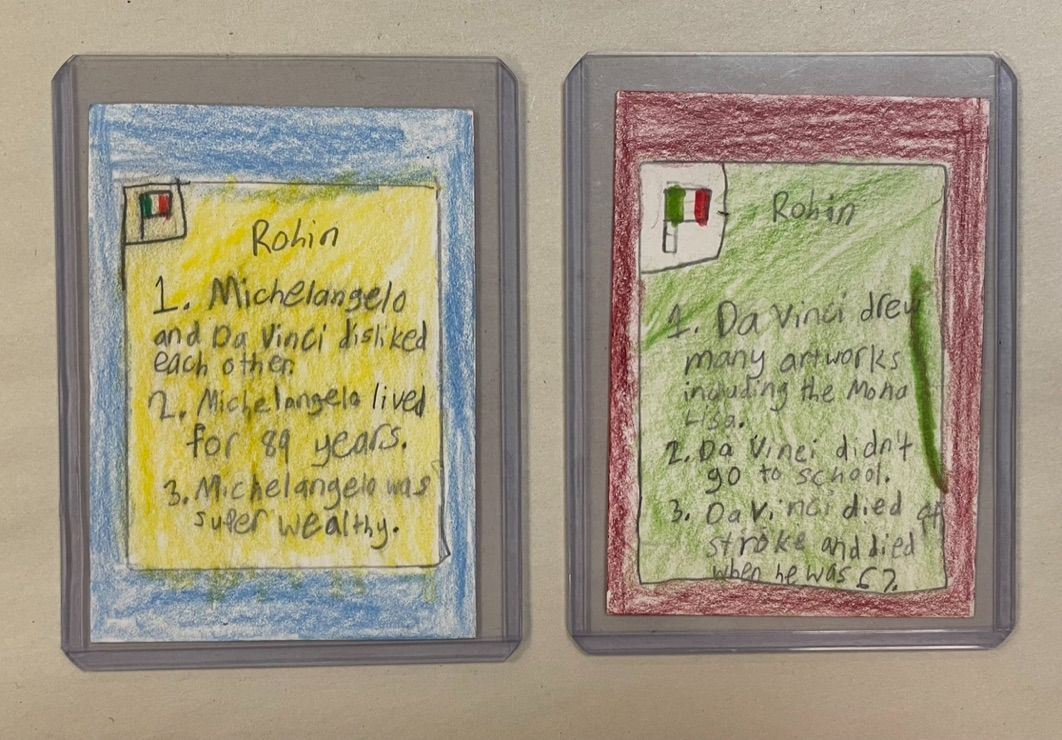 Rohin
1. Michelangelo
and Da Vinci disliked
each other.
2. Michelangelo lived
for 89 years.
3. Michelangelo was
super wealthy.
Rohin
1. Da Vinci drew
many artworks
including the Mona
Lisa.
2. Da Vinci didn't
go to school.
3. Da Vinci died of
stroke and died
when he was 67.